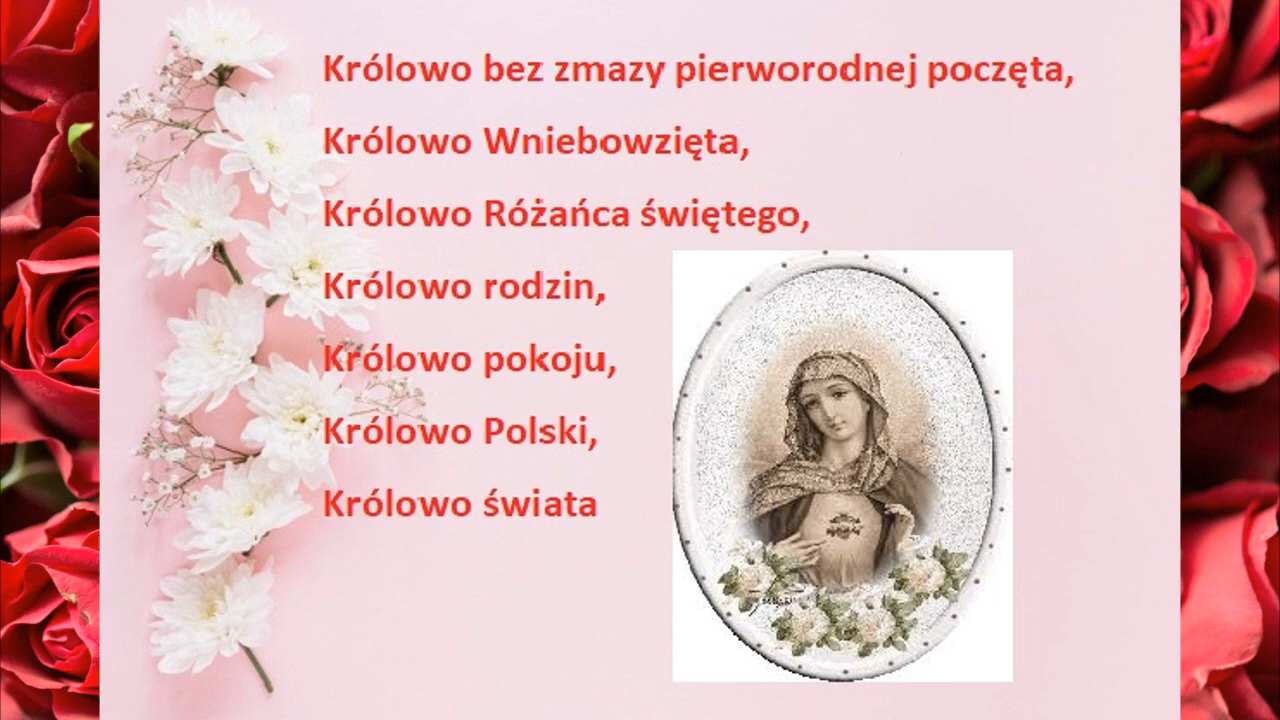 Królowo bez zmazy pierworodnej poczęta,
Królowo Wniebowzięta,
Królowo Różańca świętego,
Królowo rodzin,
Królowo pokoju,
Królowo Polski,
Królowo świata